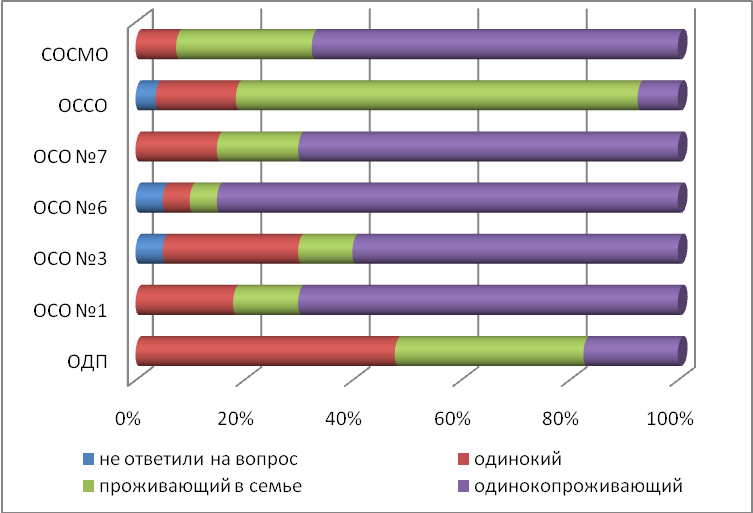 СОСМО
ОССО
ОСО №7
ОСО №6
ОСО №3
ОСО №1
ОДП
0% 20% 40% 60% 80% 100%
не ответили на вопрос одинокий
проживающий в семье одинокопроживающий